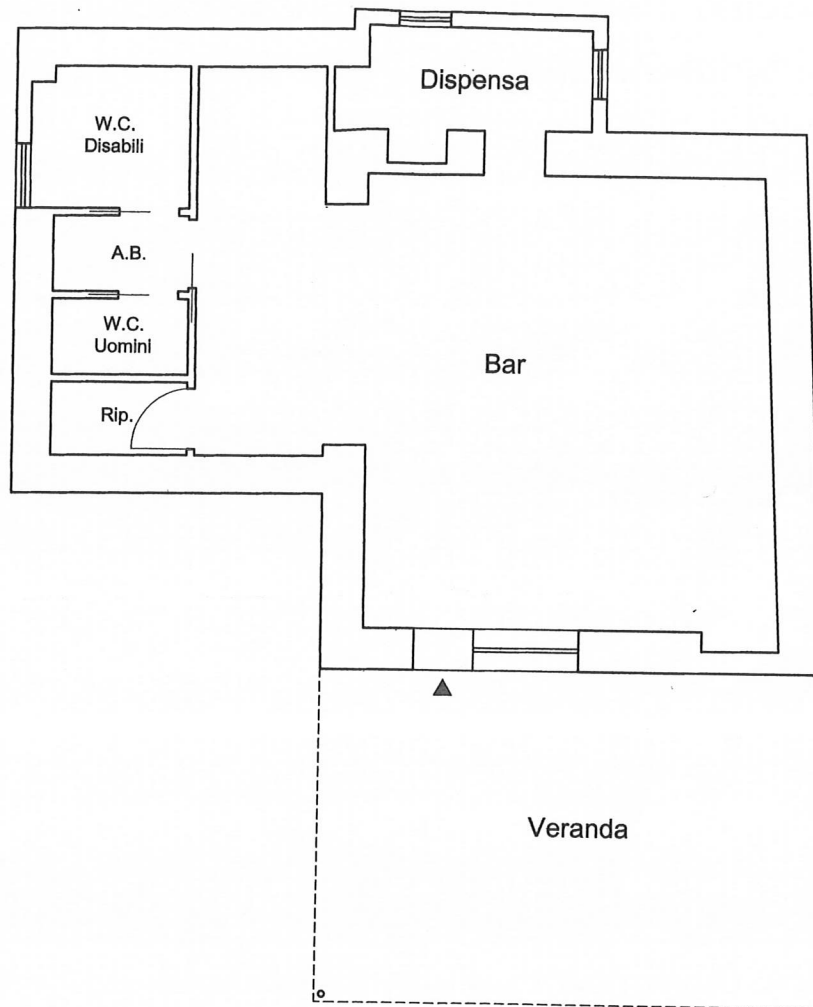 Dispensa
W.C.
Disabili
A.B.
W.C.
Uomini
Bar
Rip.
Veranda